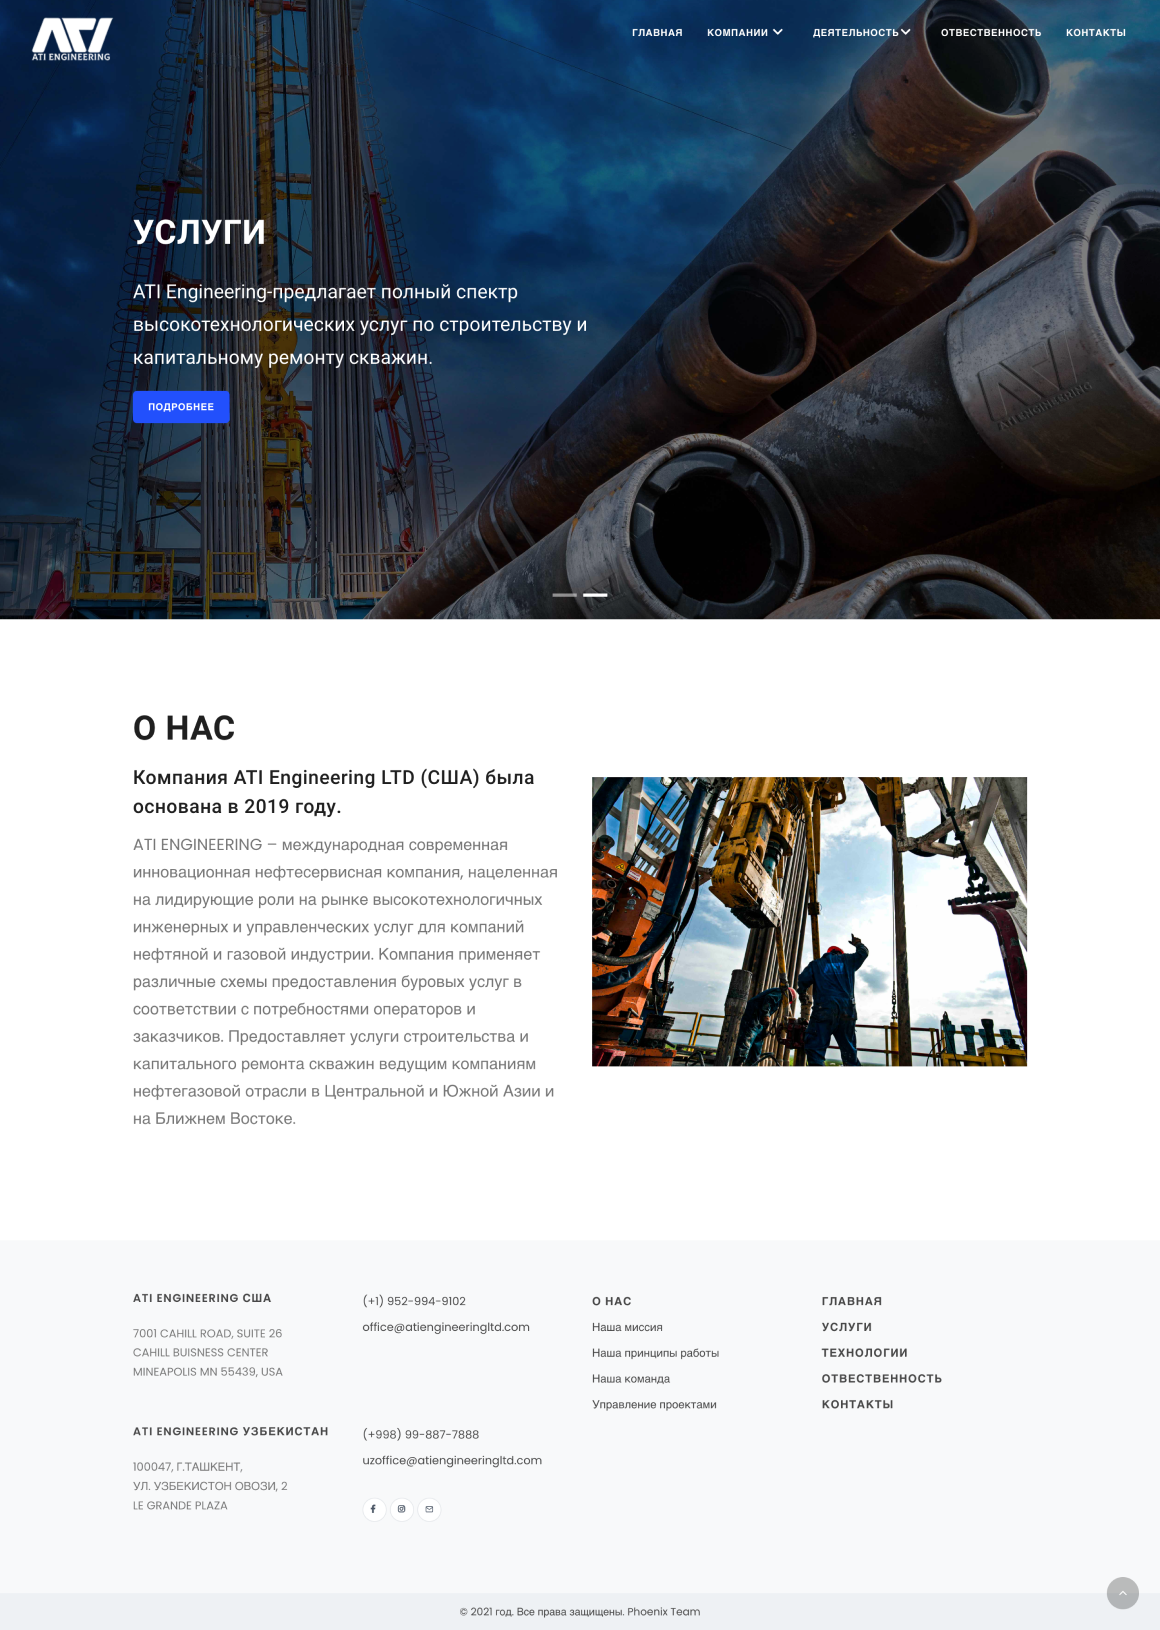 ATI
ATI ENGINEERING
ГЛАВНАЯ
КОМПАНИИ
ДЕЯТЕЛЬНОСТЬ
ОТВЕСТВЕННОСТЬ
КОНТАКТЫ
УСЛУГИ
ATI Engineering-предлагает полный спектр
высокотехнологических услуг по строительству и
капитальному ремонту скважин.
ПОДРОБНЕЕ
ATI
ATI ENGINEERING
О НАС
Компания ATI Engineering LTD (США) была
основана в 2019 году.
ATI ENGINEERING – международная современная
инновационная нефтесервисная компания, нацеленная
на лидирующие роли на рынке высокотехнологичных
инженерных и управленческих услуг для компаний
нефтяной и газовой индустрии. Компания применяет
различные схемы предоставления буровых услуг в
соответствии с потребностями операторов и
заказчиков. Предоставляет услуги строительства и
капитального ремонта скважин ведущим компаниям
нефтегазовой отрасли в Центральной и Южной Азии и
на Ближнем Востоке.
ATI ENGINEERING США
7001 CAHILL ROAD, SUITE 26
CAHILL BUISNESS CENTER
MINEAPOLIS MN 55439, USA
(+1) 952-994-9102
office@atiengineeringltd.com
ATI ENGINEERING УЗБЕКИСТАН
100047, Г.ТАШКЕНТ,
УЛ. УЗБЕКИСТОН ОВОЗИ, 2
LE GRANDE PLAZA
(+998) 99-887-7888
uzoffice@atiengineeringltd.com
О НАС
Наша миссия
Наша принципы работы
Наша команда
Управление проектами
ГЛАВНАЯ
УСЛУГИ
ТЕХНОЛОГИИ
ОТВЕСТВЕННОСТЬ
КОНТАКТЫ
© 2021 год. Все права защищены. Phoenix Team